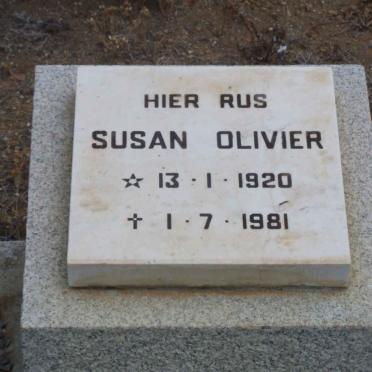 HIER RUS
SUSAN OLIVIER
☆ 13 · 1 · 1920
✝ 1 · 7 · 1981